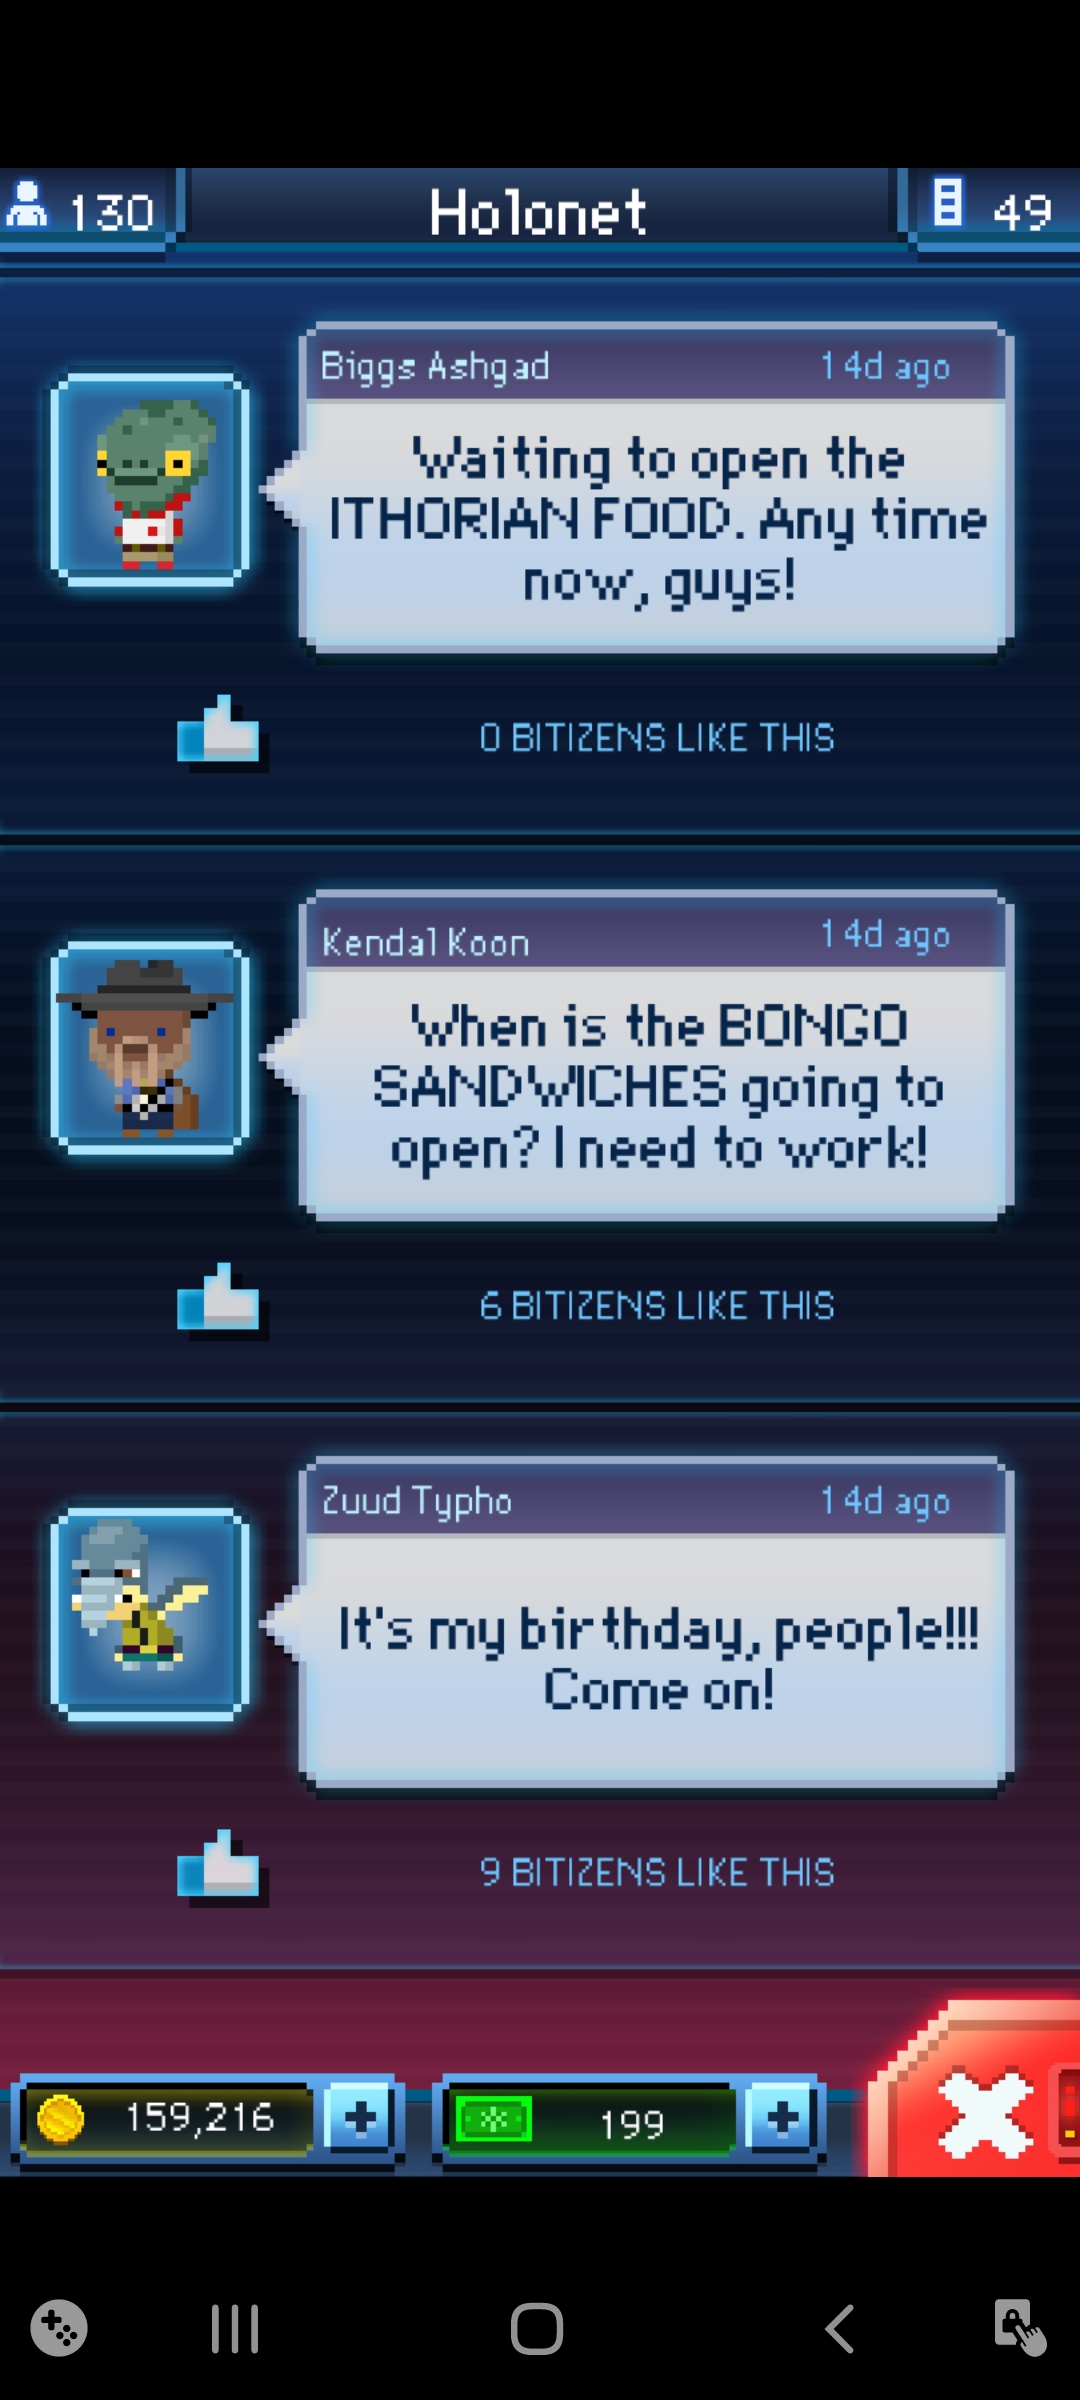 130
Holonet
49
Biggs Ashgad
14d ago
Waiting to open the
ITHORIAN FOOD. Any time
now, guys!
0 BITIZENS LIKE THIS
Kendal Koon
14d ago
When is the BONGO
SANDWICHES going to
open? I need to work!
6 BITIZENS LIKE THIS
Zuud Typho
14d ago
It's my birthday, people!!!
Come on!
9 BITIZENS LIKE THIS
159,216
199